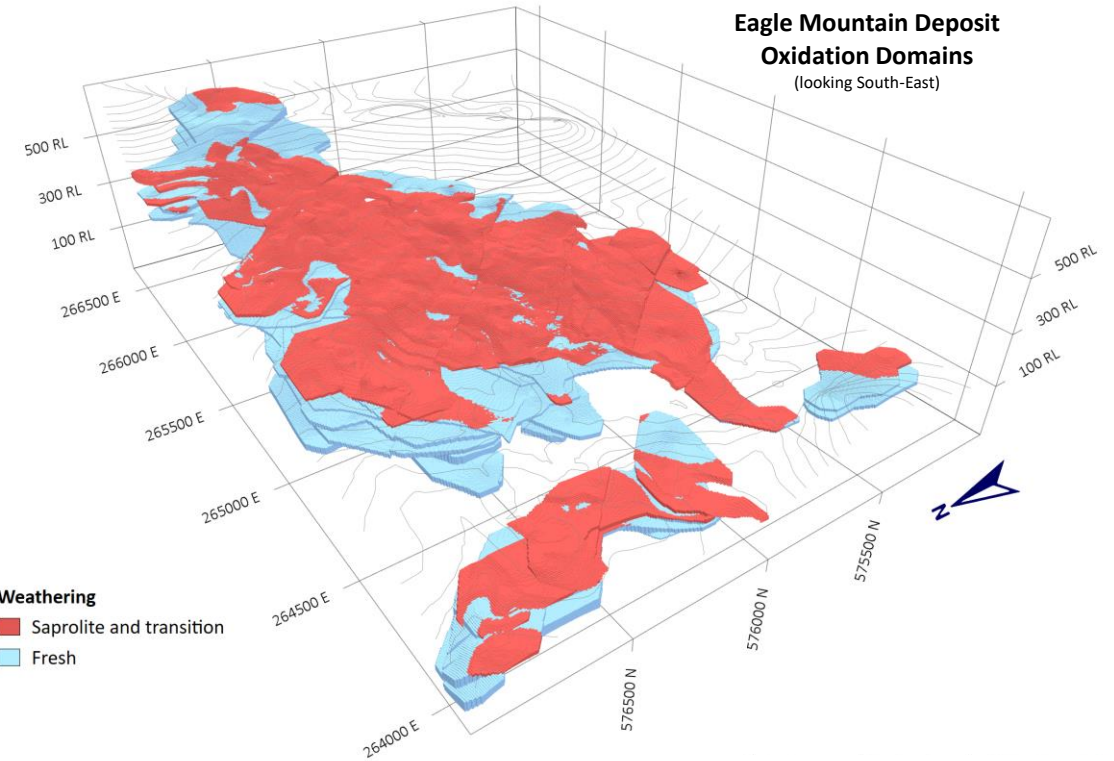 Eagle Mountain Deposit
Oxidation Domains
(looking South-East)
500 RL
300 RL
100 RL
500 RL
300 RL
100 RL
266500 E
266000 E
265500 E
265000 E
264500 E
264000 E
575500 N
576000 N
576500 N
N
Weathering
Saprolite and transition
Fresh